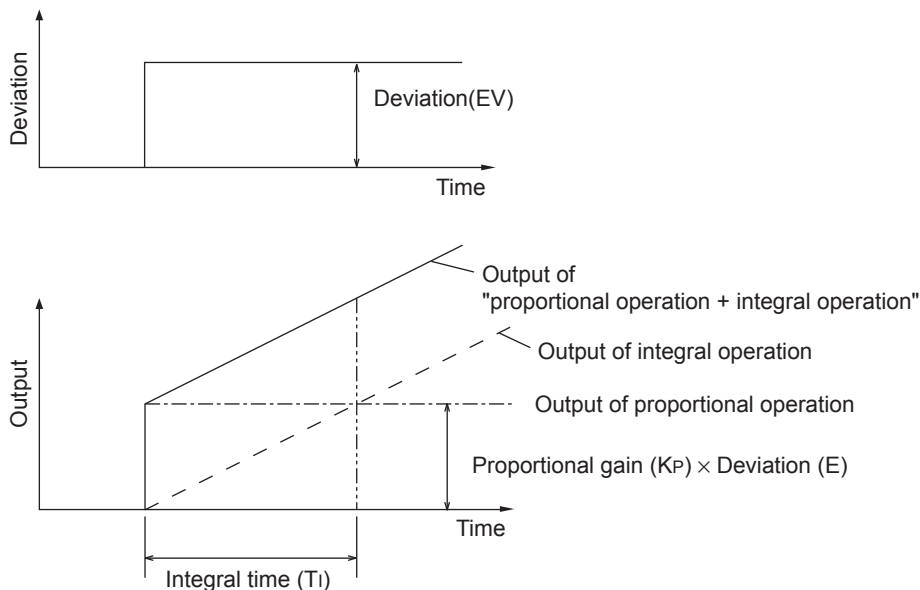 Deviation
Deviation(EV)
Time
Output of
"proportional operation + integral operation"
Output of integral operation
Output
Output of proportional operation
Proportional gain (KP) × Deviation (E)
Time
Integral time (TI)